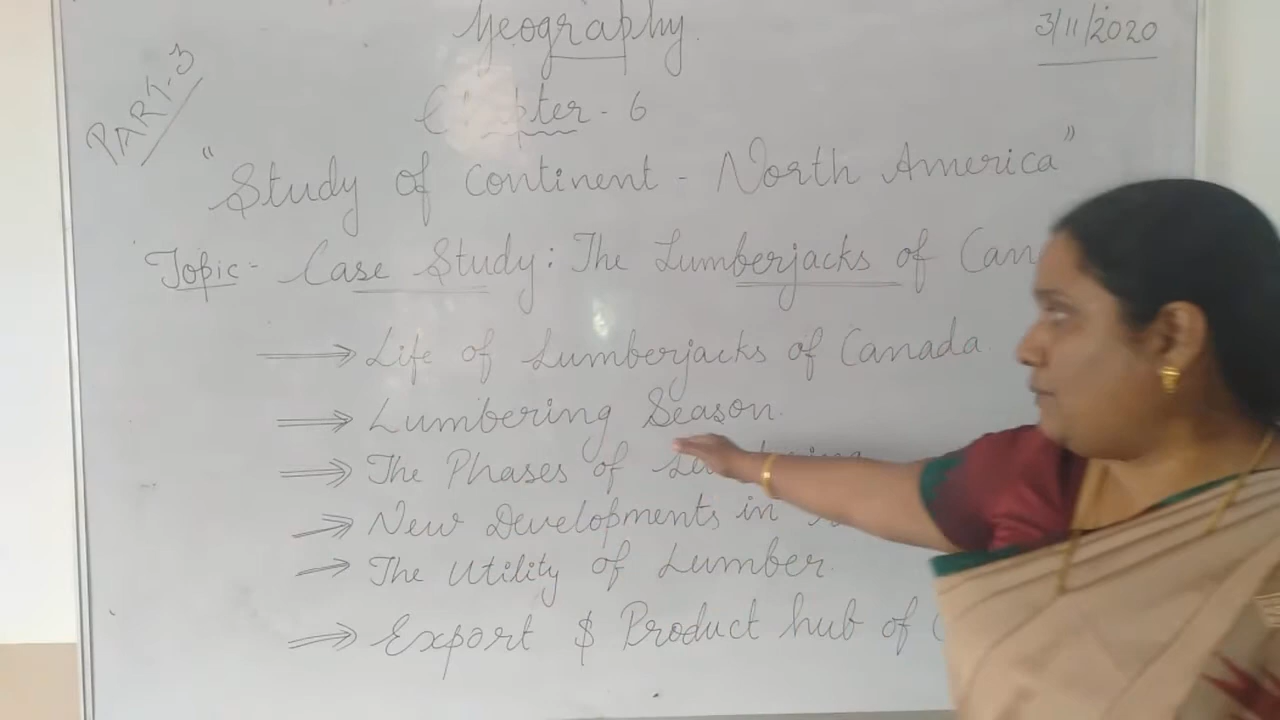 Geography.
3/11/2020
PART-3
Chapter - 6
"Study of Continent - North America"
Topic - Case Study: The Lumberjacks of Can
⟶ Life of Lumberjacks of Canada.
⟹ Lumbering Season.
⟹ The Phases of Lumbering
⟹ New Developments in
⟶ The Utility of Lumber.
⟹ Export $ Product hub of